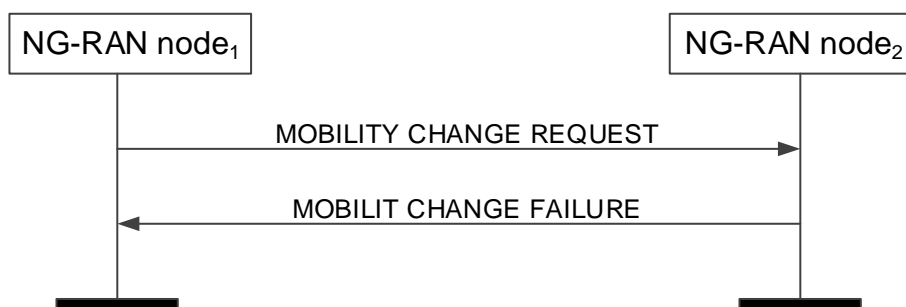 NG-RAN node₁
NG-RAN node₂
MOBILITY CHANGE REQUEST
MOBILIT CHANGE FAILURE